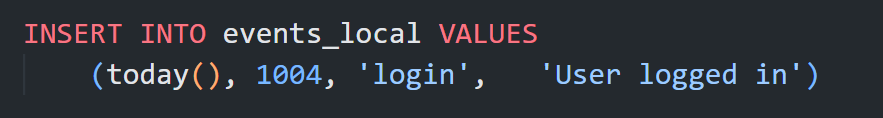 INSERT INTO events_local VALUES
    (today(), 1004, 'login',   'User logged in')